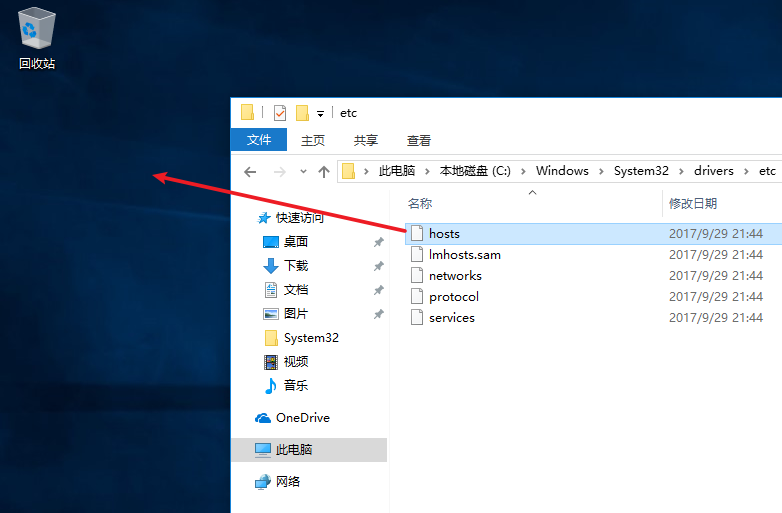 回收站
etc
文件 主页 共享 查看
此电脑 本地磁盘 (C:) Windows System32 drivers etc
名称 修改日期
快速访问
桌面
下载
文档
图片
System32
视频
音乐
OneDrive
此电脑
网络
hosts 2017/9/29 21:44
lmhosts.sam 2017/9/29 21:44
networks 2017/9/29 21:44
protocol 2017/9/29 21:44
services 2017/9/29 21:44